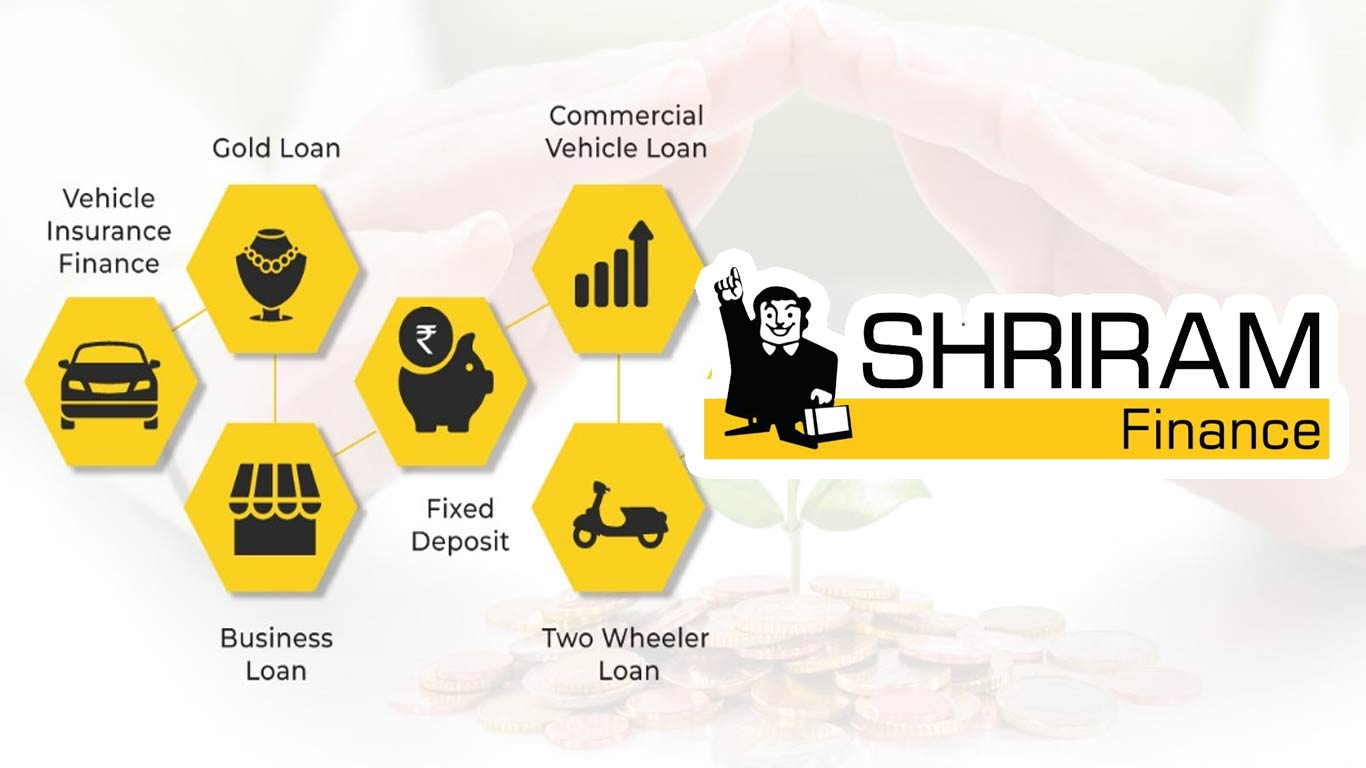 Vehicle
Insurance
Finance
Gold Loan
Business
Loan
₹
Fixed
Deposit
Commercial
Vehicle Loan
Two Wheeler
Loan
SHRIRAM
Finance